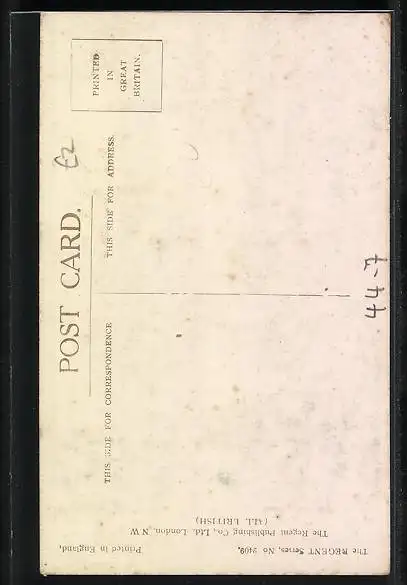 POST CARD.
THIS SIDE FOR CORRESPONDENCE
THIS SIDE FOR ADDRESS.
PRINTED
IN
GREAT
BRITAIN.
The REGENT Series, No 2409,
The Regent Publishing Co., Ltd. London, N W
(ALL BRITISH)
Printed in England,